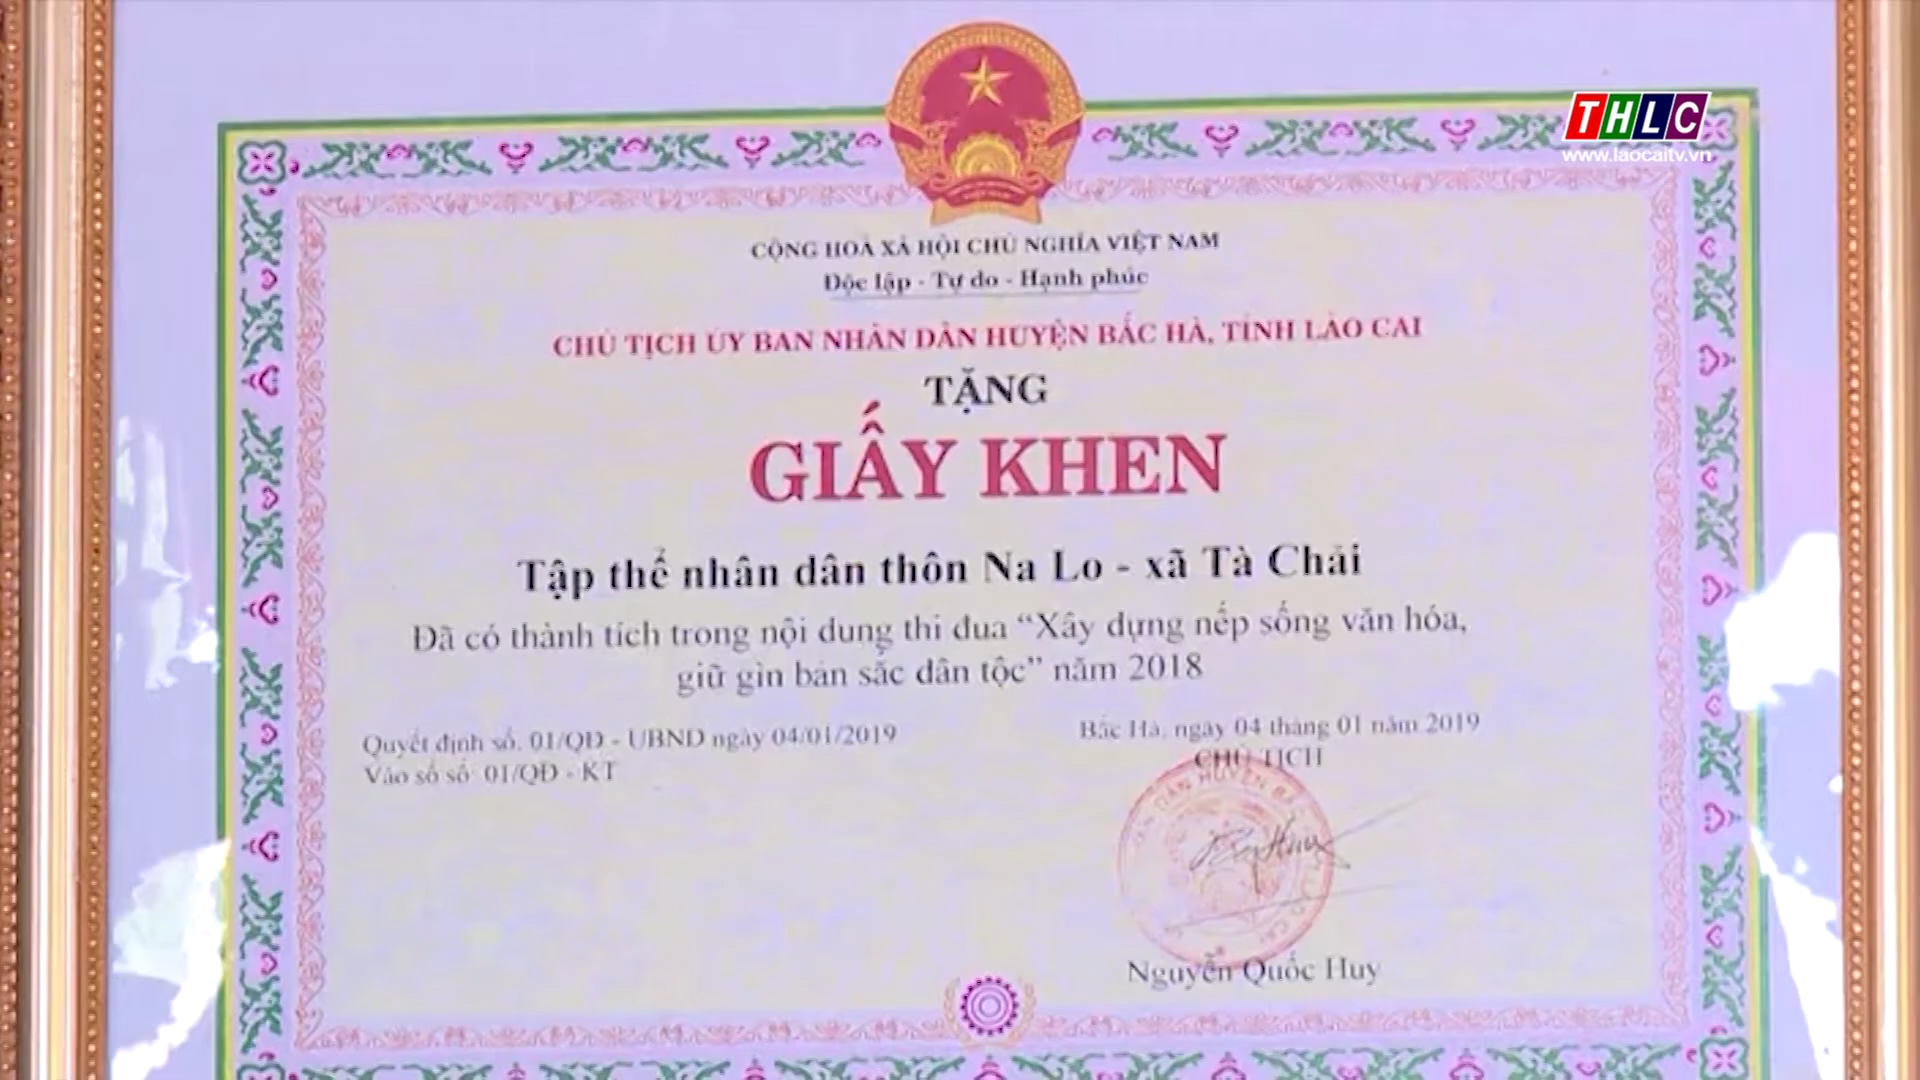 THLC
www.laocaitv.vn
CỘNG HOÀ XÃ HỘI CHỦ NGHĨA VIỆT NAM
Độc lập - Tự do - Hạnh phúc
CHỦ TỊCH ỦY BAN NHÂN DÂN HUYỆN BẮC HÀ, TỈNH LÀO CAI
TẶNG
GIẤY KHEN
Tập thể nhân dân thôn Na Lo - xã Tà Chải
Đã có thành tích trong nội dung thi đua “Xây dựng nếp sống văn hóa,
giữ gìn bản sắc dân tộc” năm 2018
Quyết định số: 01/QĐ - UBND ngày 04/01/2019
Vào sổ số: 01/QĐ - KT
Bắc Hà, ngày 04 tháng 01 năm 2019
CHỦ TỊCH
DÂN HUYỆN BẮC
Nguyễn Quốc Huy